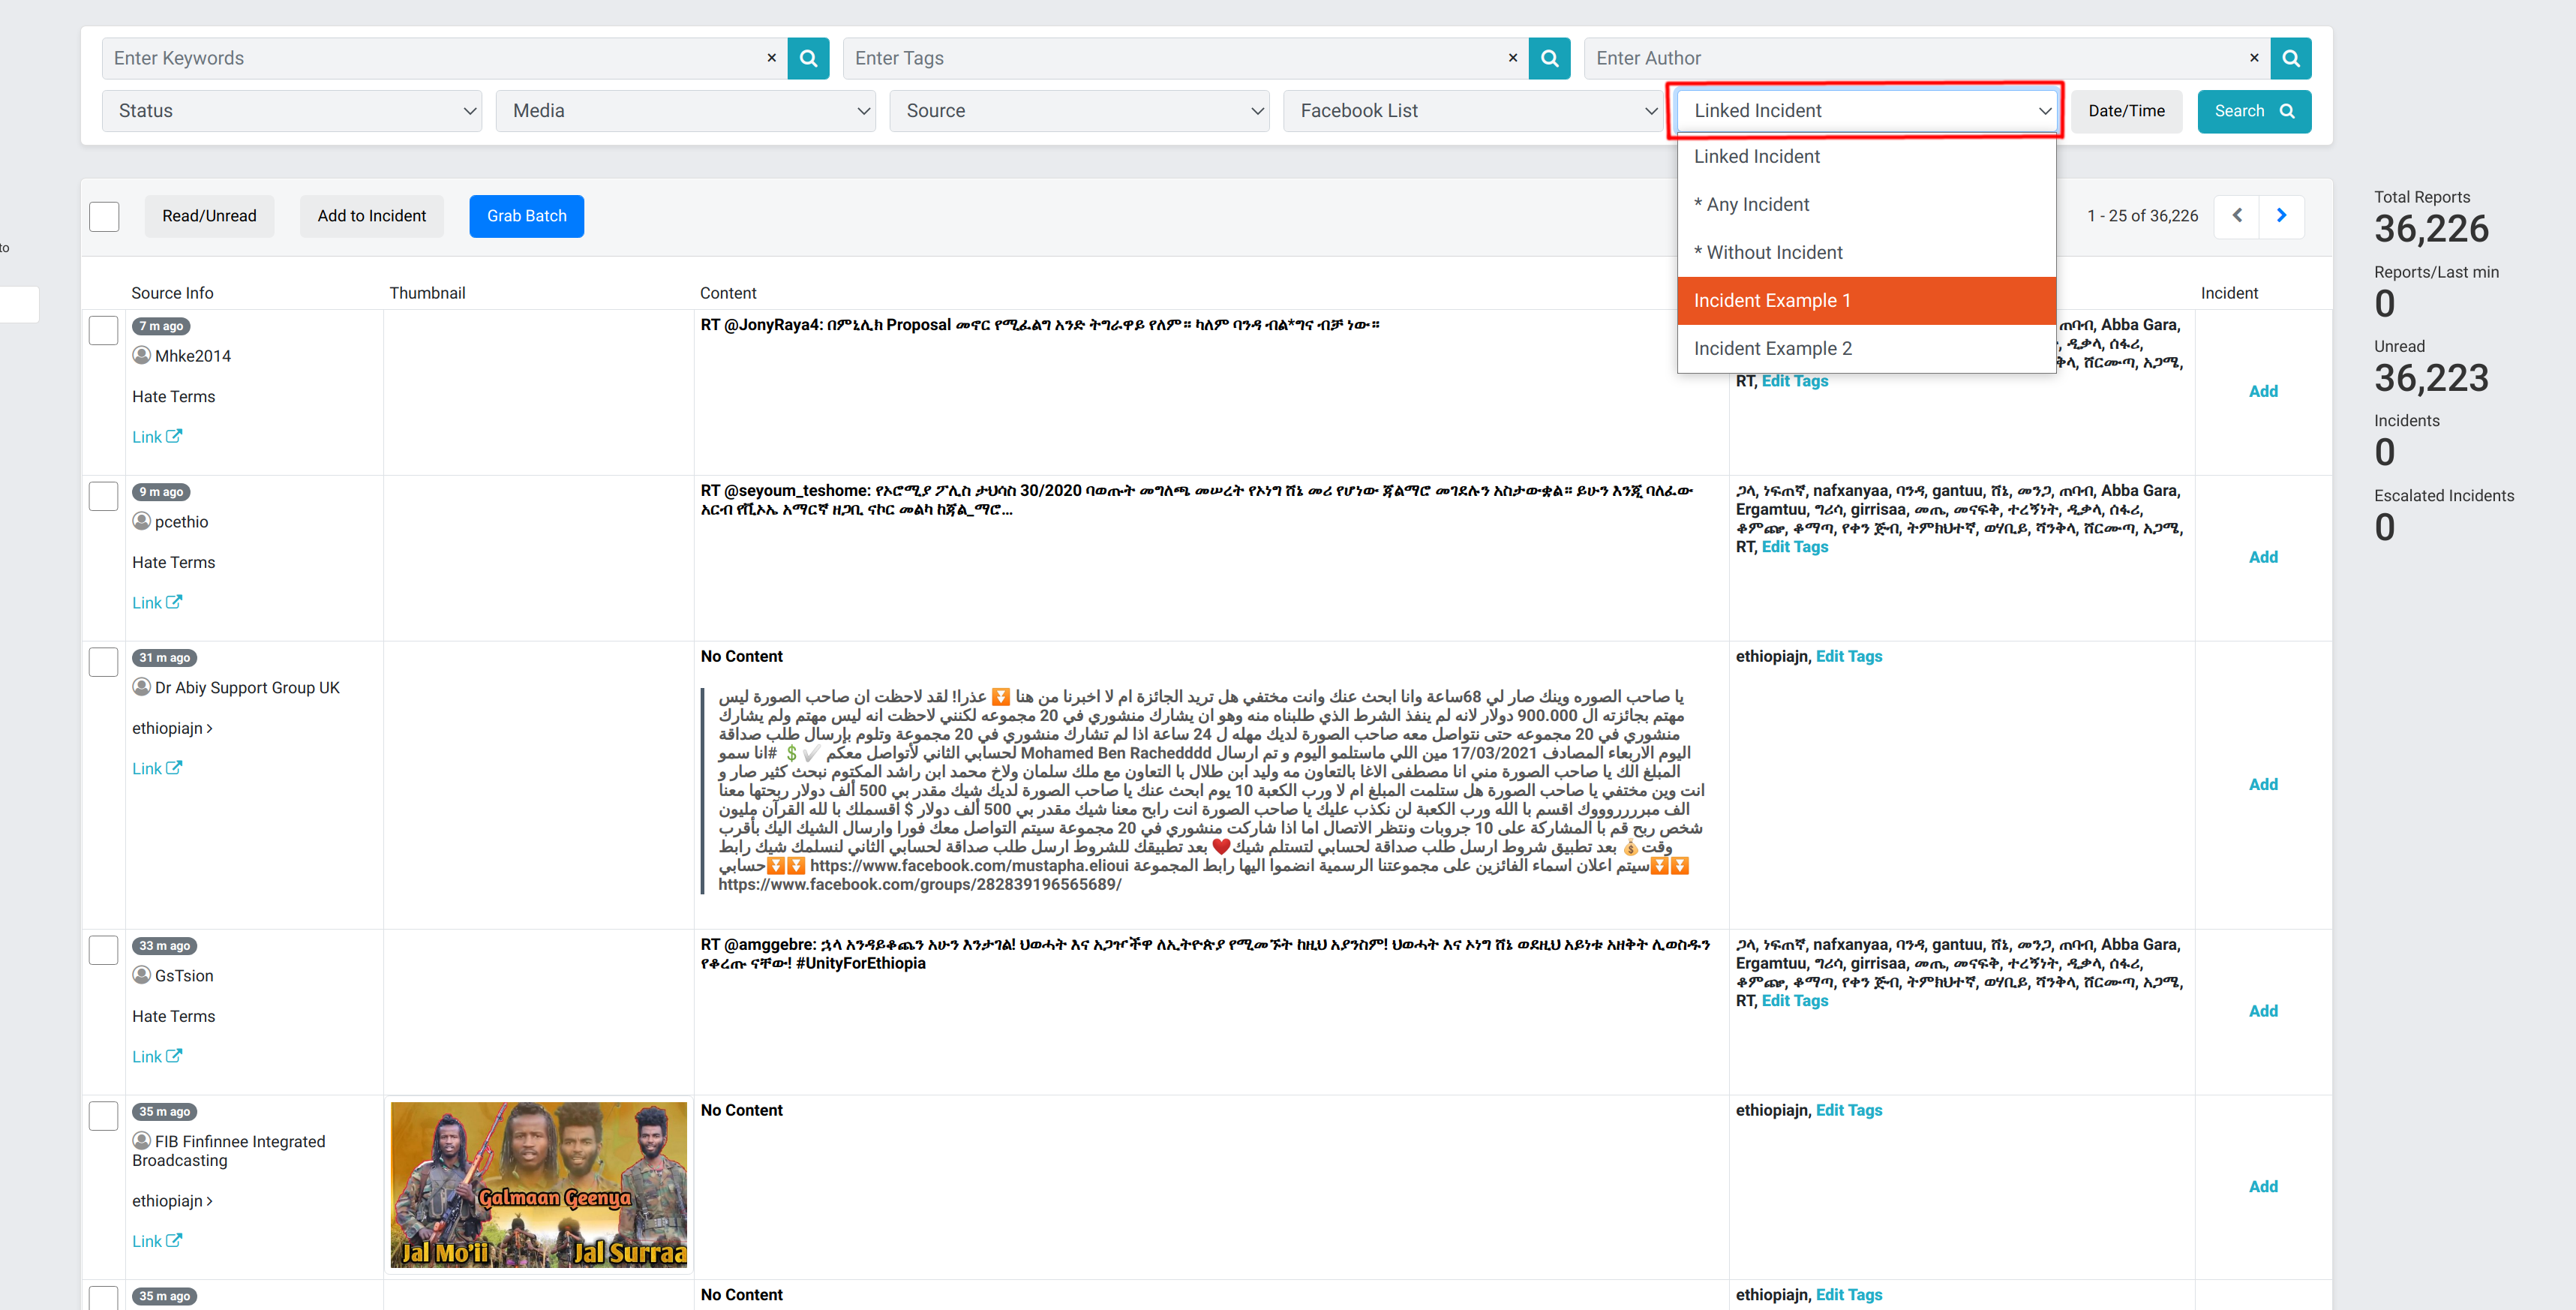 Enter Keywords
×
Enter Tags
×
Enter Author
×
Status
Media
Source
Facebook List
Linked Incident
Date/Time
Search
Linked Incident
* Any Incident
* Without Incident
Incident Example 1
Incident Example 2
to
Read/Unread
Add to Incident
Grab Batch
1 - 25 of 36,226
Total Reports
36,226
Reports/Last min
0
Unread
36,223
Incidents
0
Escalated Incidents
0
Source Info
Thumbnail
Content
Incident
7 m ago
Mhke2014
Hate Terms
Link
RT @JonyRaya4: በምኒሊክ Proposal መኖር የሚፈልግ አንድ ትግራዋይ የለም። ካለም ባንዳ ብል*ግና ብቻ ነው።
ጠባብ, Abba Gara,
, ዲቃላ, ሰፋሪ,
ቅላ, ሸርሙጣ, አጋሜ,
RT, Edit Tags
Add
9 m ago
pcethio
Hate Terms
Link
RT @seyoum_teshome: የኦሮሚያ ፖሊስ ታህሳስ 30/2020 ባወጡት መግለጫ መሠረት የኦነግ ሸኔ መሪ የሆነው ጃልማሮ መገደሉን አስታውቋል። ይሁን እንጂ ባለፈው
አርብ የቪኦኤ አማርኛ ዘጋቢ ናኮር መልካ ከጃል_ማሮ...
ጋላ, ነፍጠኛ, nafxanyaa, ባንዳ, gantuu, ሸኔ, መንጋ, ጠባብ, Abba Gara,
Ergamtuu, ግሪሳ, girrisaa, መጤ, መናፍቅ, ተረኝነት, ዲቃላ, ሰፋሪ,
ቆምጬ, ቆማጣ, የቀን ጅብ, ትምክህተኛ, ወሃቢይ, ሻንቅላ, ሸርሙጣ, አጋሜ,
RT, Edit Tags
Add
31 m ago
Dr Abiy Support Group UK
ethiopiajn >
Link
No Content
يا صاحب الصوره وينك صار لي 68ساعة وانا ابحث عنك وانت مختفي هل تريد الجائزة ام لا اخبرنا من هنا ⏬ عذرا! لقد لاحظت ان صاحب الصورة ليس
مهتم بجائزته ال 900.000 دولار لانه لم ينفذ الشرط الذي طلبناه منه وهو ان يشارك منشوري في 20 مجموعه لكنني لاحظت انه ليس مهتم ولم يشارك
منشوري في 20 مجموعه حتى نتواصل معه صاحب الصورة لديك مهله ل 24 ساعة اذا لم تشارك منشوري في 20 مجموعة وتلوم بإرسال طلب صداقة
لحسابي الثاني لأتواصل معكم ✔️💲 #انا سمو Mohamed Ben Rachedddd اليوم الاربعاء المصادف 17/03/2021 مين اللي ماستلمو اليوم و تم ارسال
المبلغ الك يا صاحب الصورة مني انا مصطفى الاغا بالتعاون مه وليد ابن طلال با التعاون مع ملك سلمان ولاخ محمد ابن راشد المكتوم نبحث كثير صار و
انت وين مختفي يا صاحب الصورة هل ستلمت المبلغ ام لا ورب الكعبة 10 يوم ابحث عنك يا صاحب الصورة لديك شيك مقدر بي 500 ألف دولار ربحتها معنا
الف مبرررروووك اقسم با الله ورب الكعبة لن نكذب عليك يا صاحب الصورة انت رابح معنا شيك مقدر بي 500 ألف دولار $ اقسملك با لله القرآن مليون
شخص ربح قم با المشاركة على 10 جروبات ونتظر الاتصال اما اذا شاركت منشوري في 20 مجموعة سيتم التواصل معك فورا وارسال الشيك اليك بأقرب
وقت💰 بعد تطبيق شروط ارسل طلب صداقة لحسابي لتستلم شيك❤️ بعد تطبيقك للشروط ارسل طلب صداقة لحسابي الثاني لنسلمك شيك رابط
حسابي⏬⏬ https://www.facebook.com/mustapha.elioui سيتم اعلان اسماء الفائزين على مجموعتنا الرسمية انضموا اليها رابط المجموعة⏬⏬
https://www.facebook.com/groups/282839196565689/
ethiopiajn, Edit Tags
Add
33 m ago
GsTsion
Hate Terms
Link
RT @amggebre: ኋላ አንዳይቆጨን አሁን እንታገል! ህወሓት እና አጋዦችዋ ለኢትዮጵያ የሚመኙት ከዚህ አያንስም! ህወሓት እና ኦነግ ሸኔ ወደዚህ አይነቱ አዘቅት ሊወስዱን
የቆረጡ ናቸው! #UnityForEthiopia
ጋላ, ነፍጠኛ, nafxanyaa, ባንዳ, gantuu, ሸኔ, መንጋ, ጠባብ, Abba Gara,
Ergamtuu, ግሪሳ, girrisaa, መጤ, መናፍቅ, ተረኝነት, ዲቃላ, ሰፋሪ,
ቆምጬ, ቆማጣ, የቀን ጅብ, ትምክህተኛ, ወሃቢይ, ሻንቅላ, ሸርሙጣ, አጋሜ,
RT, Edit Tags
Add
35 m ago
FIB Finfinnee Integrated
Broadcasting
ethiopiajn >
Link
Galmaan Geenya
Jal Mo'ii
Jal Surraa
No Content
ethiopiajn, Edit Tags
Add
35 m ago
No Content
ethiopiajn, Edit Tags